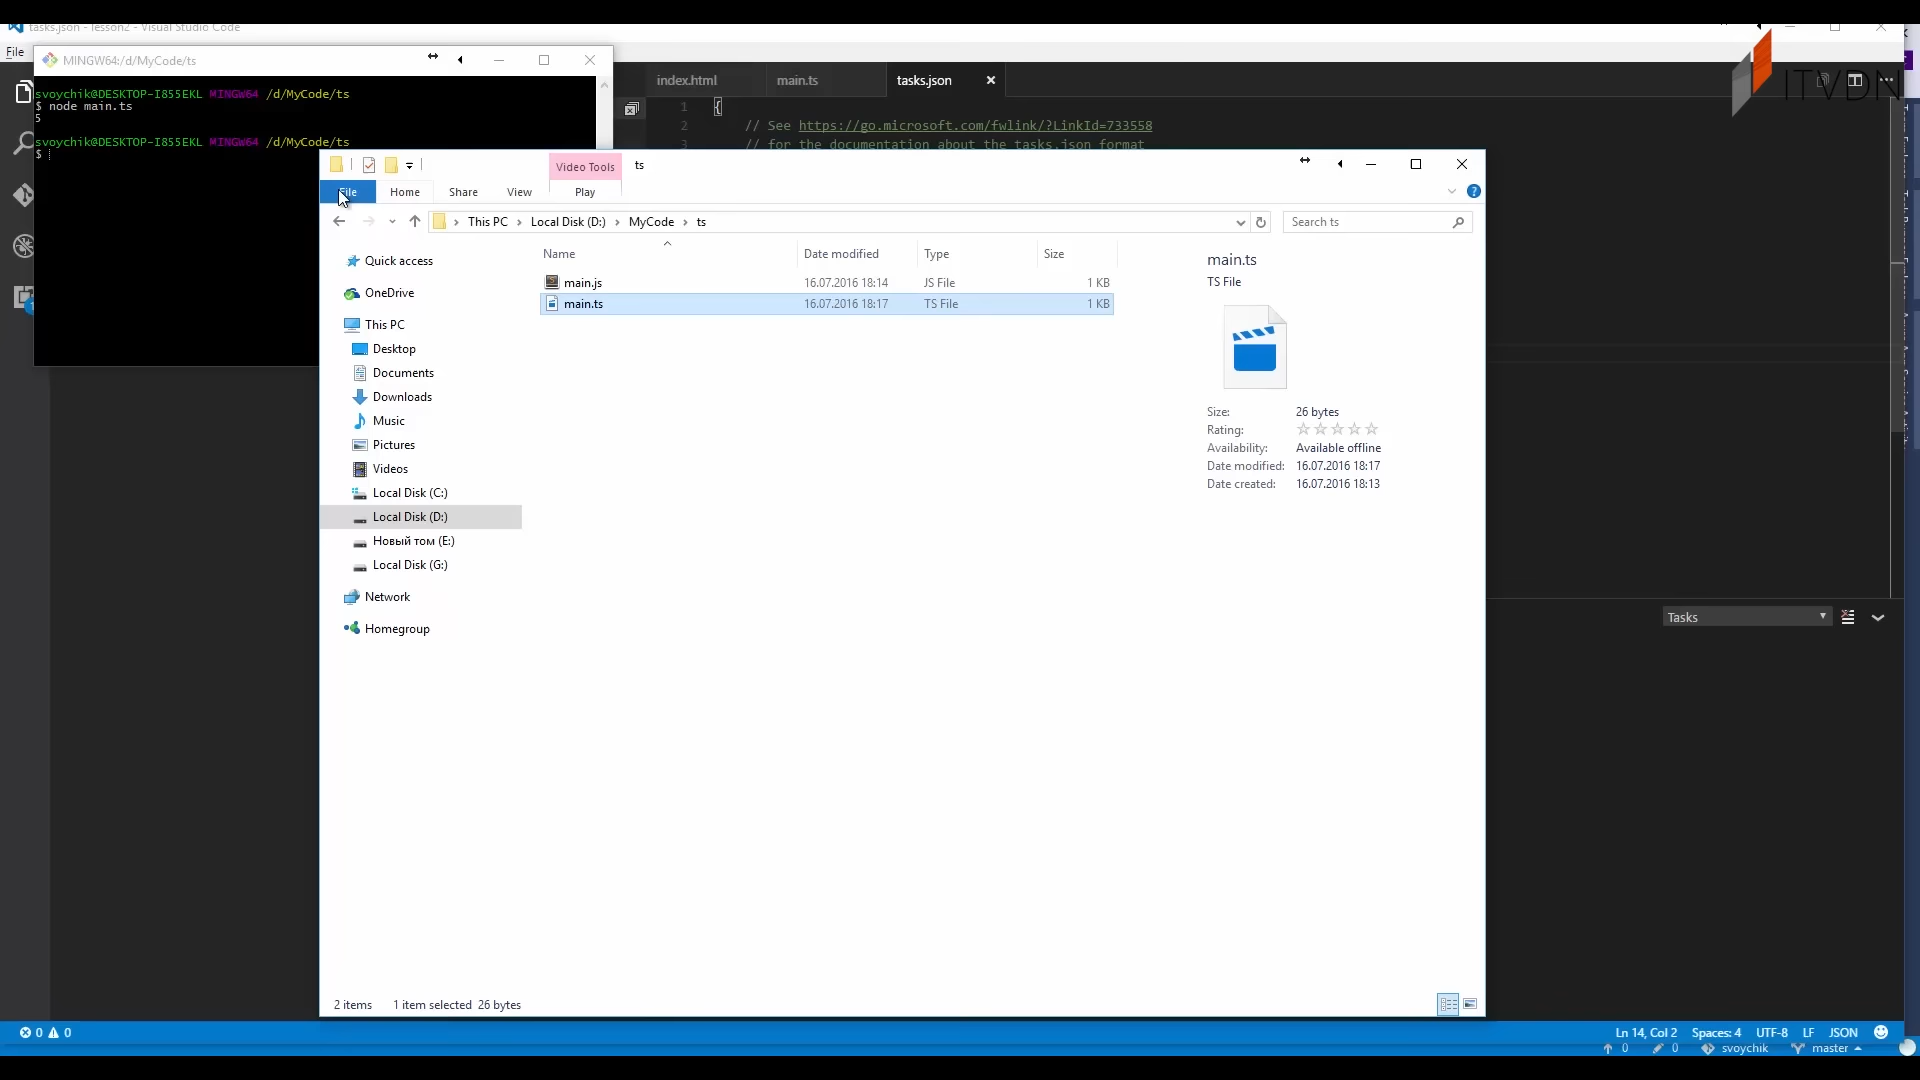 tasks.json - lesson2 - Visual Studio Code
File
MINGW64:/d/MyCode/ts
svoychik@DESKTOP-I855EKL MINGW64 /d/MyCode/ts
$ node main.ts
5
svoychik@DESKTOP-I855EKL MINGW64 /d/MyCode/ts
$
index.html
main.ts
tasks.json
ITVDN
1 {
2 // See https://go.microsoft.com/fwlink/?LinkId=733558
3 // for the documentation about the tasks.json format
Video Tools
ts
File
Home
Share
View
Play
This PC
Local Disk (D:)
MyCode
ts
Search ts
Quick access
OneDrive
This PC
Desktop
Documents
Downloads
Music
Pictures
Videos
Local Disk (C:)
Local Disk (D:)
Новый том (E:)
Local Disk (G:)
Network
Homegroup
Name Date modified Type Size
main.js 16.07.2016 18:14 JS File 1 KB
main.ts 16.07.2016 18:17 TS File 1 KB
main.ts
TS File
Size: 26 bytes
Rating:
Availability: Available offline
Date modified: 16.07.2016 18:17
Date created: 16.07.2016 18:13
Tasks
2 items 1 item selected 26 bytes
0 0
Ln 14, Col 2 Spaces: 4 UTF-8 LF JSON
0 0 svoychik master